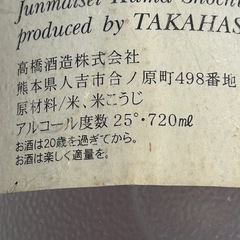 Junmaisei Kuma Shochu
produced by TAKAHAS
高橋酒造株式会社
熊本県人吉市合ノ原町498番地
原材料/米、米こうじ
アルコール度数 25°・720㎖
お酒は20歳を過ぎてから。
お酒は楽しく適量を。